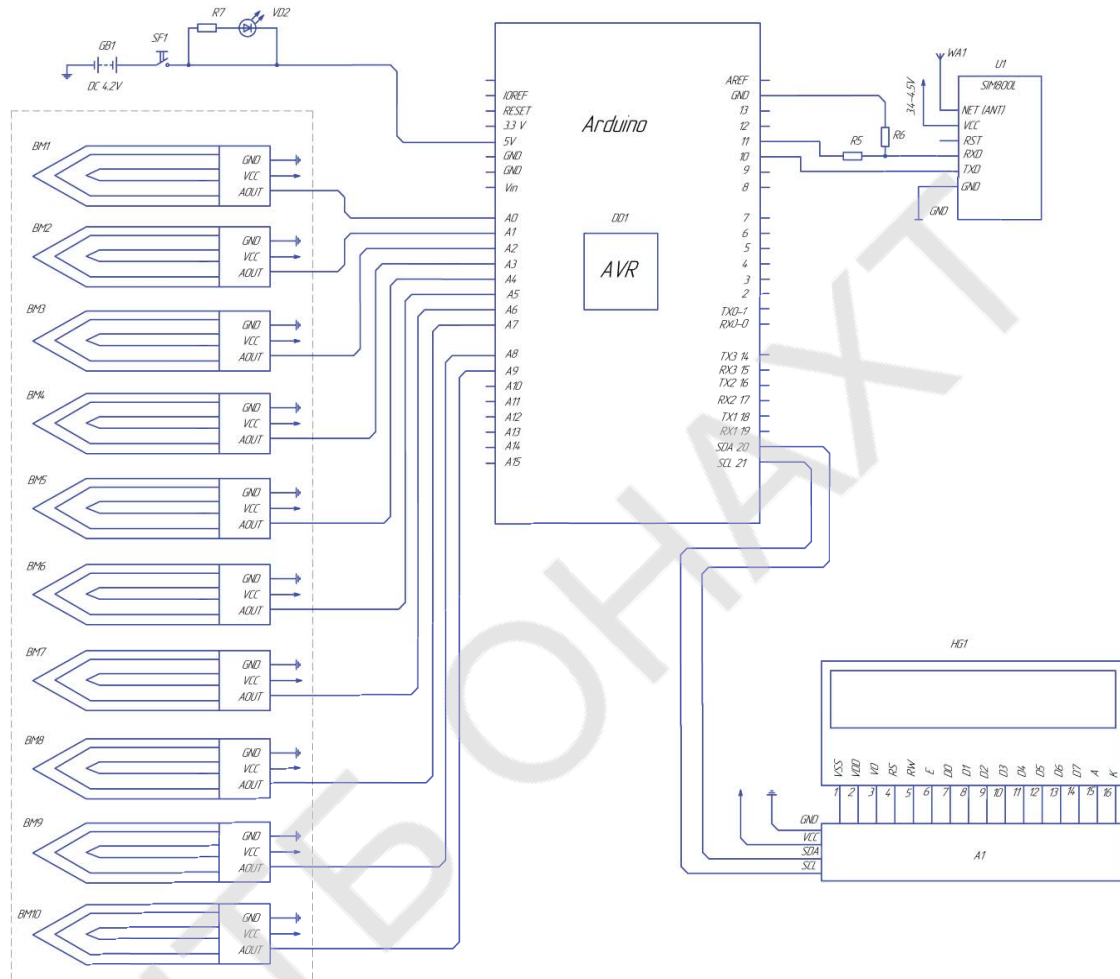 R7
VD2
GB1
SF1
DC 4.2V
Arduino
DD1
AVR
IOREF
RESET
3.3 V
5V
GND
GND
Vin
A0
A1
A2
A3
A4
A5
A6
A7
A8
A9
A10
A11
A12
A13
A14
A15
AREF
GND
13
12
11
10
9
8
7
6
5
4
3
2
TX0-1
RX0-0
TX3 14
RX3 15
TX2 16
RX2 17
TX1 18
RX1 19
SDA 20
SCL 21
R5
R6
WA1
3.4-4.5V
U1
SIM800L
NET (ANT)
VCC
RST
RXD
TXD
GND
GND
BM1
GND
VCC
AOUT
BM2
GND
VCC
AOUT
BM3
GND
VCC
AOUT
BM4
GND
VCC
AOUT
BM5
GND
VCC
AOUT
BM6
GND
VCC
AOUT
BM7
GND
VCC
AOUT
BM8
GND
VCC
AOUT
BM9
GND
VCC
AOUT
BM10
GND
VCC
AOUT
HG1
VSS
VDD
VO
RS
RW
E
D0
D1
D2
D3
D4
D5
D6
D7
A
K
1 2 3 4 5 6 7 8 9 10 11 12 13 14 15 16
GND
VCC
SDA
SCL
A1
ОНАХТ